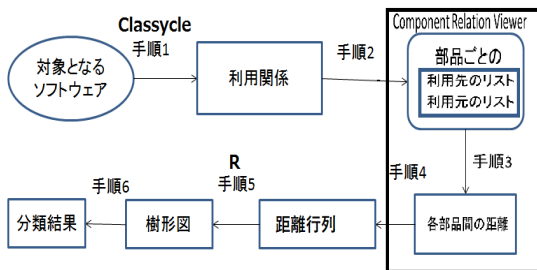 Classycle
手順1
対象となる
ソフトウェア
利用関係
手順2
Component Relation Viewer
部品ごとの
利用先のリスト
利用元のリスト
手順3
各部品間の距離
手順4
距離行列
R
手順5
樹形図
手順6
分類結果